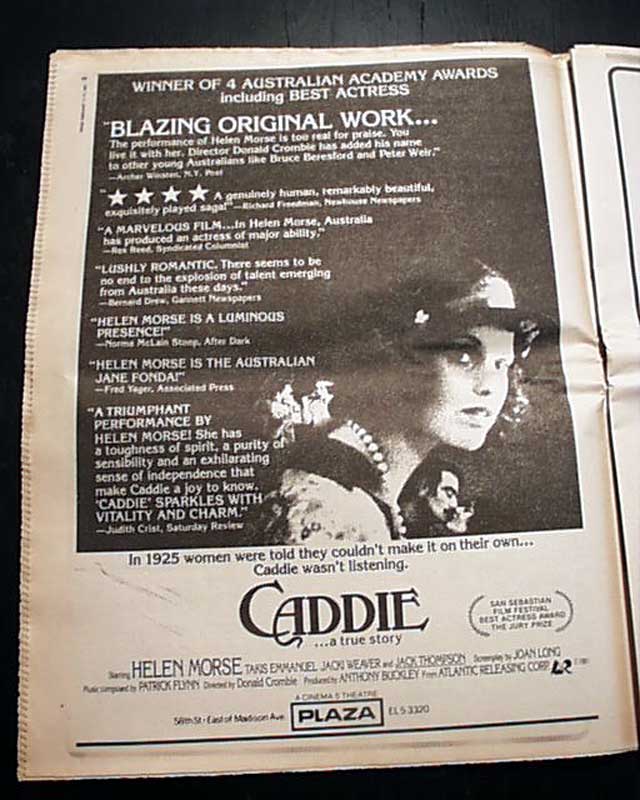 WINNER OF 4 AUSTRALIAN ACADEMY AWARDS
including BEST ACTRESS
"BLAZING ORIGINAL WORK...
The performance of Helen Morse is too real for praise. You
live it with her. Director Donald Crombie has added his name
to other young Australians like Bruce Beresford and Peter Weir."
—Archer Winsten, N.Y. Post
"★ ★ ★ ★ A genuinely human, remarkably beautiful,
exquisitely played saga!"—Richard Freedman, Newhouse Newspapers
"A MARVELOUS FILM...In Helen Morse, Australia
has produced an actress of major ability."
—Rex Reed, Syndicated Columnist
"LUSHLY ROMANTIC. There seems to be
no end to the explosion of talent emerging
from Australia these days."
—Bernard Drew, Gannett Newspapers
"HELEN MORSE IS A LUMINOUS
PRESENCE!"
—Norma McLain Stoop, After Dark
"HELEN MORSE IS THE AUSTRALIAN
JANE FONDA!"
—Fred Yager, Associated Press
"A TRIUMPHANT
PERFORMANCE BY
HELEN MORSE! She has
a toughness of spirit, a purity of
sensibility and an exhilarating
sense of independence that
make Caddie a joy to know.
'CADDIE' SPARKLES WITH
VITALITY AND CHARM."
—Judith Crist, Saturday Review
In 1925 women were told they couldn't make it on their own...
Caddie wasn't listening.
CADDIE
...a true story
SAN SEBASTIAN
FILM FESTIVAL
BEST ACTRESS AWARD
THE JURY PRIZE
Starring HELEN MORSE TAKIS EMMANUEL JACKI WEAVER and JACK THOMPSON Screenplay by JOAN LONG
Music composed by PATRICK FLYNN Directed by Donald Crombie Produced by ANTHONY BUCKLEY From ATLANTIC RELEASING CORP. © 1981
A CINEMA 5 THEATRE
58th St.-East of Madison Ave. PLAZA EL 5-3320